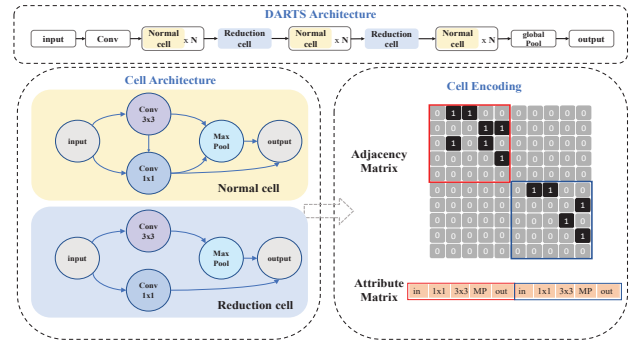 DARTS Architecture
input
Conv
Normal
cell
x N
Reduction
cell
Normal
cell
x N
Reduction
cell
Normal
cell
x N
global
Pool
output
Cell Architecture
input
Conv
3x3
Conv
1x1
Max
Pool
output
Normal cell
input
Conv
3x3
Conv
1x1
Max
Pool
output
Reduction cell
Cell Encoding
Adjacency
Matrix
0 1 1 0 0 0 0 0 0 0
0 0 0 1 1 0 0 0 0 0
0 1 0 1 0 0 0 0 0 0
0 0 0 0 1 0 0 0 0 0
0 0 0 0 0 0 0 0 0 0
0 0 0 0 0 0 1 1 0 0
0 0 0 0 0 0 0 0 0 1
0 0 0 0 0 0 0 0 1 0
0 0 0 0 0 0 0 0 0 1
0 0 0 0 0 0 0 0 0 0
Attribute
Matrix
in 1x1 3x3 MP out in 1x1 3x3 MP out